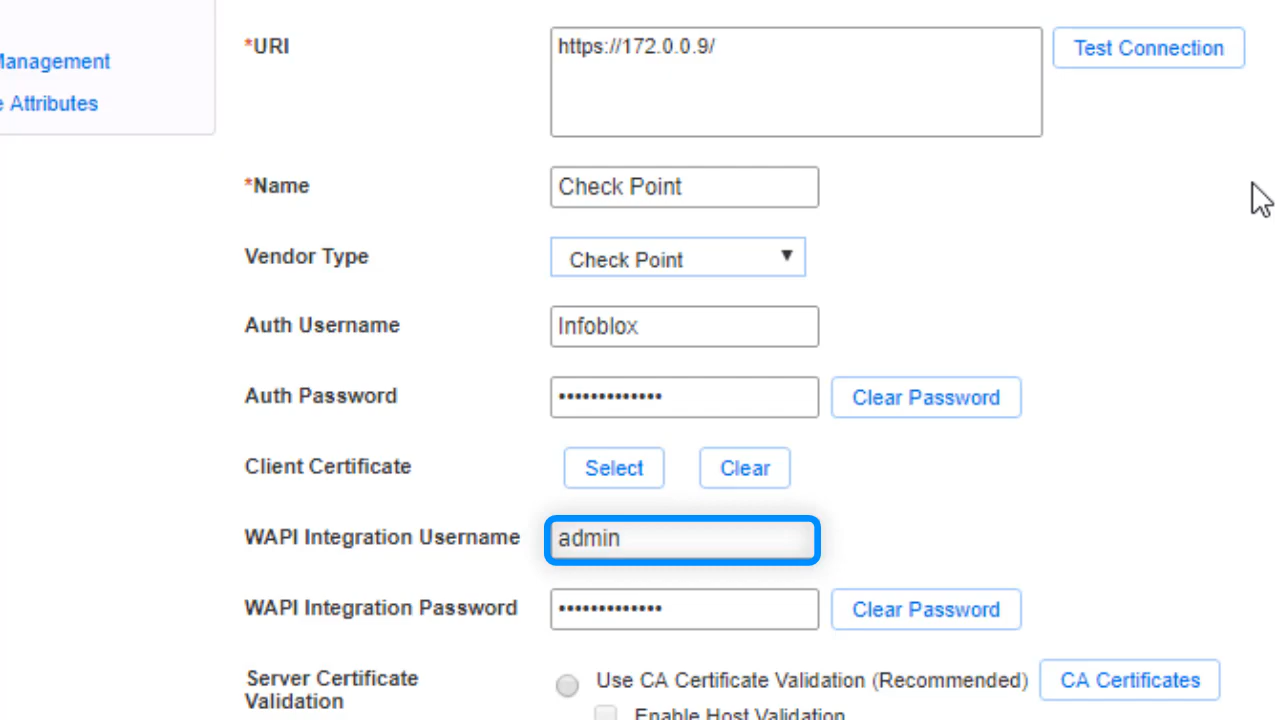 *URI
https://172.0.0.9/
Test Connection
Management
Attributes
*Name
Check Point
Vendor Type
Check Point
Auth Username
Infoblox
Auth Password
•••••••••••••
Clear Password
Client Certificate
Select
Clear
WAPI Integration Username
admin
WAPI Integration Password
•••••••••••••
Clear Password
Server Certificate
Validation
Use CA Certificate Validation (Recommended)
CA Certificates
Enable Host Validation